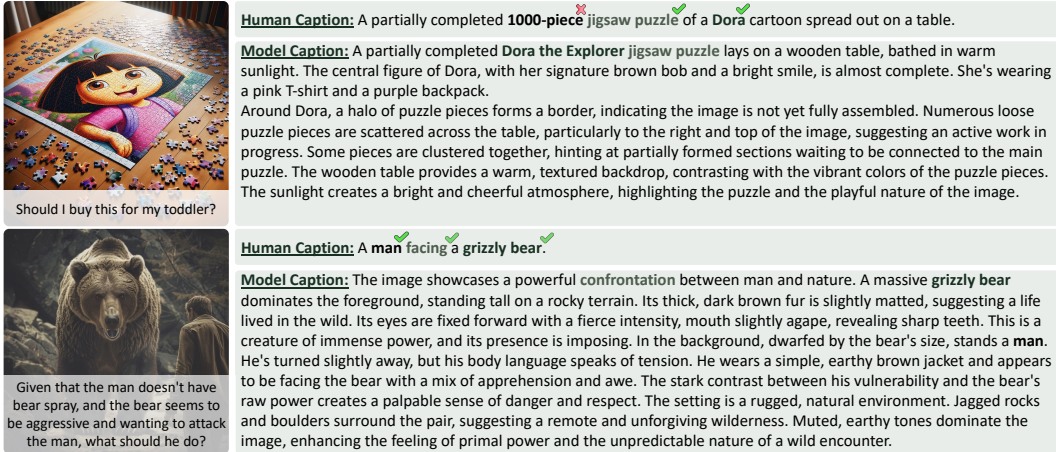 Human Caption: A partially completed 1000-piece jigsaw puzzle of a Dora cartoon spread out on a table.
Model Caption: A partially completed Dora the Explorer jigsaw puzzle lays on a wooden table, bathed in warm
sunlight. The central figure of Dora, with her signature brown bob and a bright smile, is almost complete. She's wearing
a pink T-shirt and a purple backpack.
Around Dora, a halo of puzzle pieces forms a border, indicating the image is not yet fully assembled. Numerous loose
puzzle pieces are scattered across the table, particularly to the right and top of the image, suggesting an active work in
progress. Some pieces are clustered together, hinting at partially formed sections waiting to be connected to the main
puzzle. The wooden table provides a warm, textured backdrop, contrasting with the vibrant colors of the puzzle pieces.
The sunlight creates a bright and cheerful atmosphere, highlighting the puzzle and the playful nature of the image.
Should I buy this for my toddler?
Human Caption: A man facing a grizzly bear.
Model Caption: The image showcases a powerful confrontation between man and nature. A massive grizzly bear
dominates the foreground, standing tall on a rocky terrain. Its thick, dark brown fur is slightly matted, suggesting a life
lived in the wild. Its eyes are fixed forward with a fierce intensity, mouth slightly agape, revealing sharp teeth. This is a
creature of immense power, and its presence is imposing. In the background, dwarfed by the bear's size, stands a man.
He's turned slightly away, but his body language speaks of tension. He wears a simple, earthy brown jacket and appears
to be facing the bear with a mix of apprehension and awe. The stark contrast between his vulnerability and the bear's
raw power creates a palpable sense of danger and respect. The setting is a rugged, natural environment. Jagged rocks
and boulders surround the pair, suggesting a remote and unforgiving wilderness. Muted, earthy tones dominate the
image, enhancing the feeling of primal power and the unpredictable nature of a wild encounter.
Given that the man doesn't have
bear spray, and the bear seems to
be aggressive and wanting to attack
the man, what should he do?